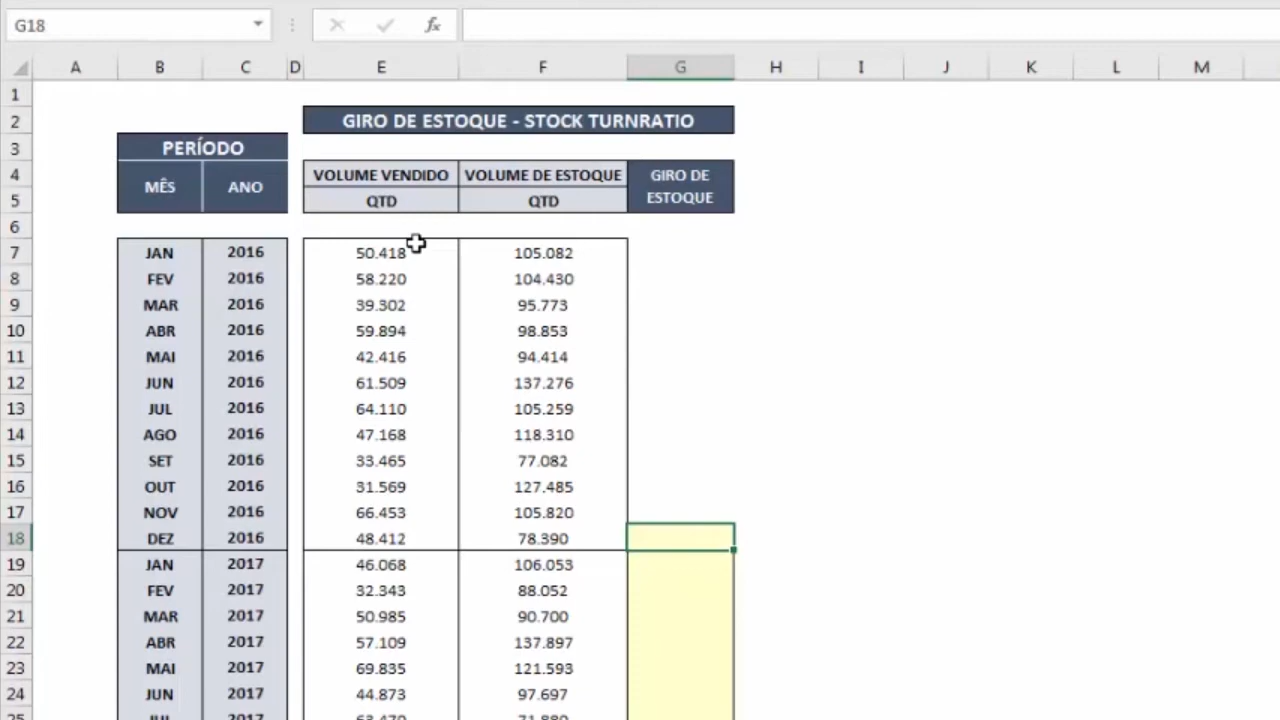 G18
fx
A B C D E F G H I J K L M
1
2 GIRO DE ESTOQUE - STOCK TURNRATIO
3 PERÍODO
4 VOLUME VENDIDO VOLUME DE ESTOQUE GIRO DE
MÊS ANO
5 QTD QTD ESTOQUE
6
7 JAN 2016 50.418 105.082
8 FEV 2016 58.220 104.430
9 MAR 2016 39.302 95.773
10 ABR 2016 59.894 98.853
11 MAI 2016 42.416 94.414
12 JUN 2016 61.509 137.276
13 JUL 2016 64.110 105.259
14 AGO 2016 47.168 118.310
15 SET 2016 33.465 77.082
16 OUT 2016 31.569 127.485
17 NOV 2016 66.453 105.820
18 DEZ 2016 48.412 78.390
19 JAN 2017 46.068 106.053
20 FEV 2017 32.343 88.052
21 MAR 2017 50.985 90.700
22 ABR 2017 57.109 137.897
23 MAI 2017 69.835 121.593
24 JUN 2017 44.873 97.697
25 JUL 2017